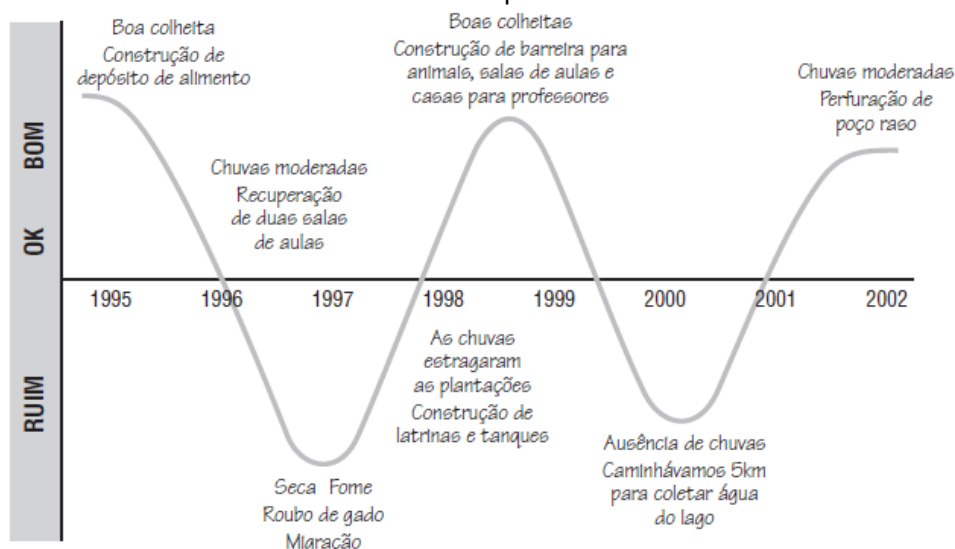 Boa colheita
Construção de
depósito de alimento
Boas colheitas
Construção de barreira para
animais, salas de aulas e
casas para professores
Chuvas moderadas
Perfuração de
poço raso
Chuvas moderadas
Recuperação
de duas salas
de aulas
BOM
OK
RUIM
1995 1996 1997 1998 1999 2000 2001 2002
As chuvas
estragaram
as plantações
Construção de
latrinas e tanques
Seca Fome
Roubo de gado
Migração
Ausência de chuvas
Caminhávamos 5km
para coletar água
do lago